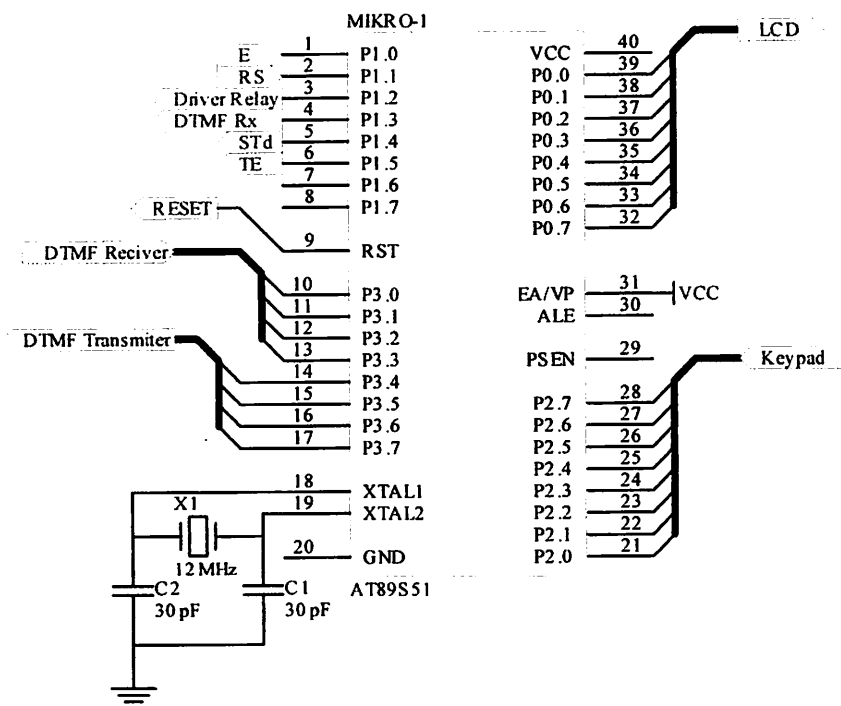 MIKRO-1
E 1 P1.0
RS 2 P1.1
Driver Relay 3 P1.2
DTMF Rx 4 P1.3
STd 5 P1.4
TE 6 P1.5
7 P1.6
8 P1.7
RESET 9 RST
DTMF Reciver
10 P3.0
11 P3.1
12 P3.2
13 P3.3
DTMF Transmiter
14 P3.4
15 P3.5
16 P3.6
17 P3.7
18 XTAL1
19 XTAL2
20 GND
X1
12 MHz
C2
30 pF
C1
30 pF
AT89S51
LCD
VCC 40
P0.0 39
P0.1 38
P0.2 37
P0.3 36
P0.4 35
P0.5 34
P0.6 33
P0.7 32
EA/VP 31 VCC
ALE 30
PSEN 29
Keypad
P2.7 28
P2.6 27
P2.5 26
P2.4 25
P2.3 24
P2.2 23
P2.1 22
P2.0 21